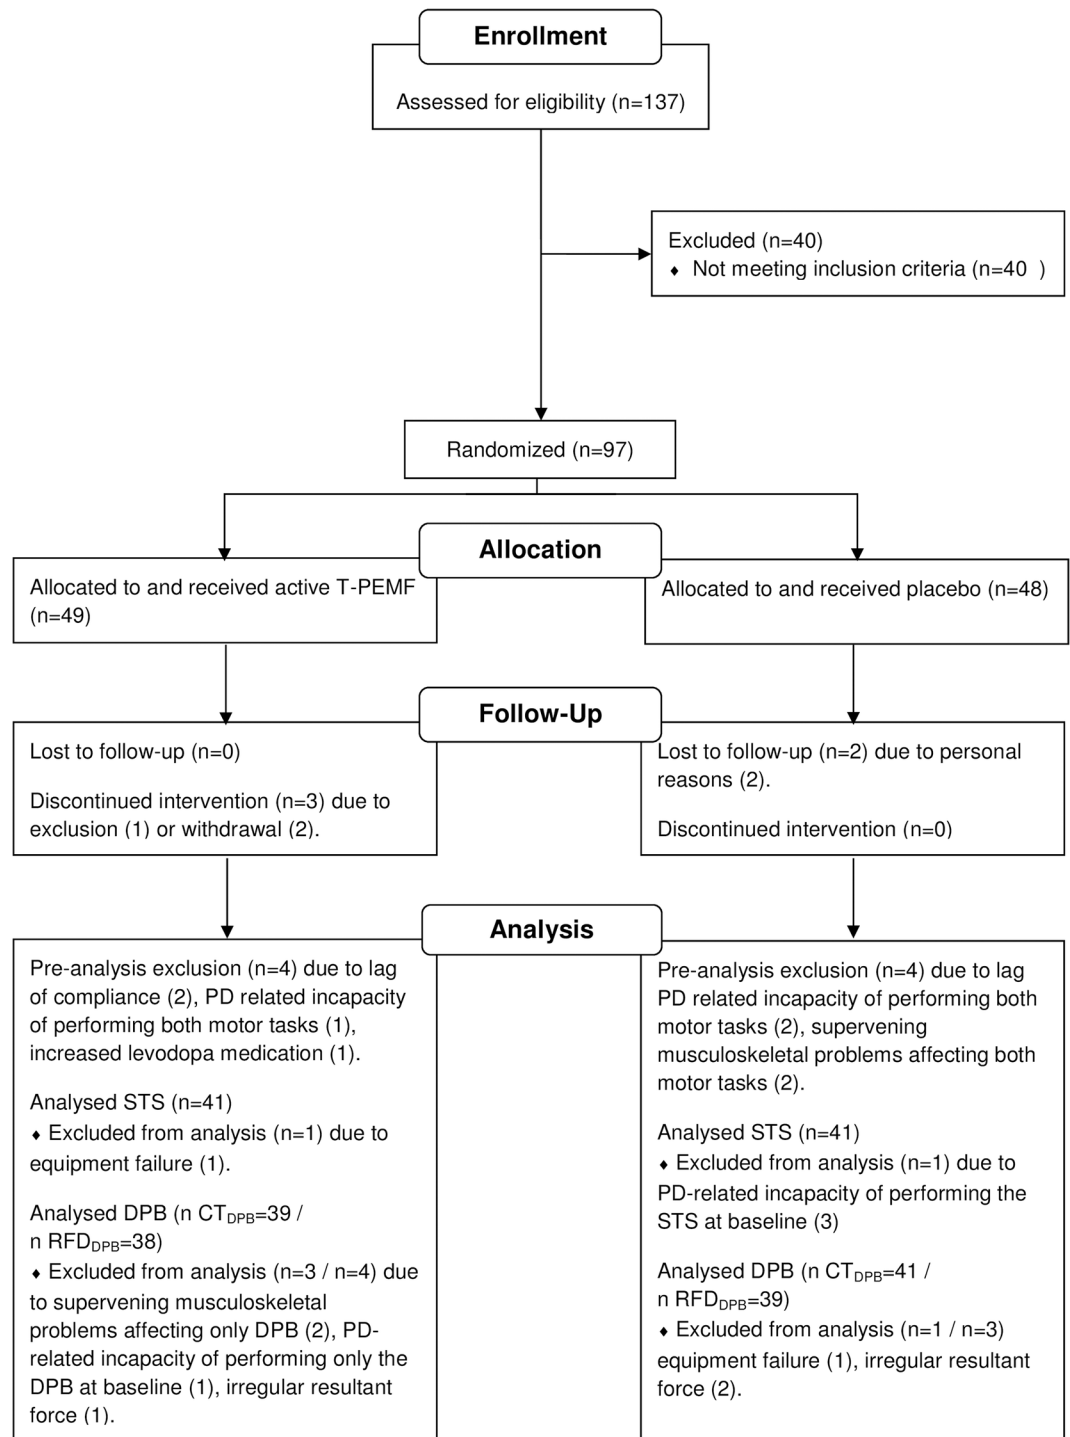 Enrollment
Assessed for eligibility (n=137)
Excluded (n=40)
♦ Not meeting inclusion criteria (n=40  )
Randomized (n=97)
Allocation
Allocated to and received active T-PEMF
(n=49)
Allocated to and received placebo (n=48)
Follow-Up
Lost to follow-up (n=0)
Discontinued intervention (n=3) due to
exclusion (1) or withdrawal (2).
Lost to follow-up (n=2) due to personal
reasons (2).
Discontinued intervention (n=0)
Analysis
Pre-analysis exclusion (n=4) due to lag
of compliance (2), PD related incapacity
of performing both motor tasks (1),
increased levodopa medication (1).
Analysed STS (n=41)
♦ Excluded from analysis (n=1) due to
equipment failure (1).
Analysed DPB (n CTDPB=39 /
n RFDDPB=38)
♦ Excluded from analysis (n=3 / n=4) due
to supervening musculoskeletal
problems affecting only DPB (2), PD-
related incapacity of performing only the
DPB at baseline (1), irregular resultant
force (1).
Pre-analysis exclusion (n=4) due to lag
PD related incapacity of performing both
motor tasks (2), supervening
musculoskeletal problems affecting both
motor tasks (2).
Analysed STS (n=41)
♦ Excluded from analysis (n=1) due to
PD-related incapacity of performing the
STS at baseline (3)
Analysed DPB (n CTDPB=41 /
n RFDDPB=39)
♦ Excluded from analysis (n=1 / n=3)
equipment failure (1), irregular resultant
force (2).